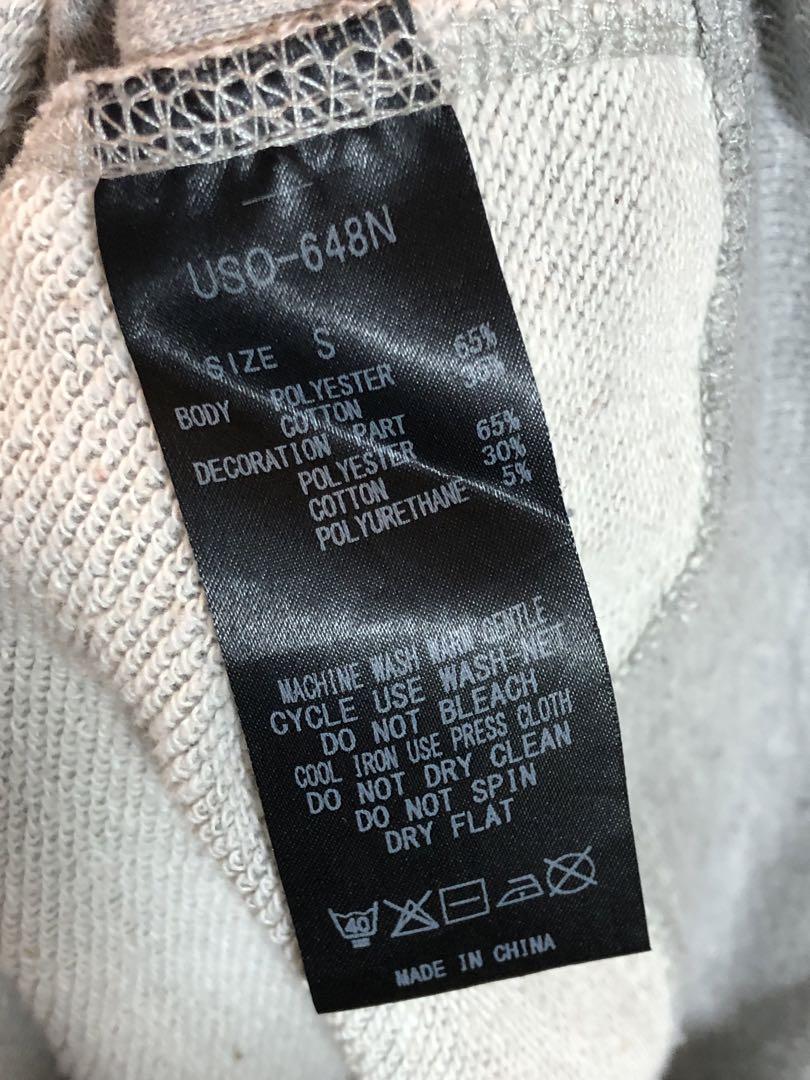 USO-648N
SIZE S
BODY POLYESTER 65%
COTTON 35%
DECORATION PART
POLYESTER 65%
COTTON 30%
POLYURETHANE 5%
MACHINE WASH WARM GENTLE
CYCLE USE WASH-NET
DO NOT BLEACH
COOL IRON USE PRESS CLOTH
DO NOT DRY CLEAN
DO NOT SPIN
DRY FLAT
40
MADE IN CHINA